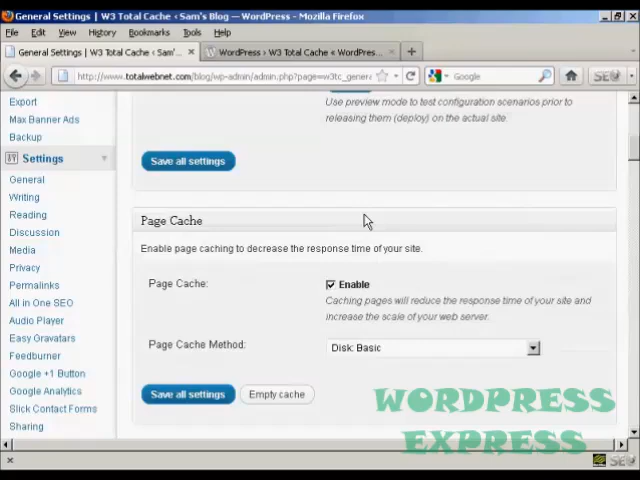 General Settings | W3 Total Cache ‹ Sam's Blog — WordPress - Mozilla Firefox
File Edit View History Bookmarks Tools Help
General Settings | W3 Total Cache ‹ Sam'...
WordPress › W3 Total Cache « WordPres...
http://www.totalwebnet.com/blog/wp-admin/admin.php?page=w3tc_genera
Google
SEO
Export
Max Banner Ads
Backup
Settings
General
Writing
Reading
Discussion
Media
Privacy
Permalinks
All in One SEO
Audio Player
Easy Gravatars
Feedburner
Google +1 Button
Google Analytics
Slick Contact Forms
Sharing
Use preview mode to test configuration scenarios prior to
releasing them (deploy) on the actual site.
Save all settings
Page Cache
Enable page caching to decrease the response time of your site.
Page Cache:
Enable
Caching pages will reduce the response time of your site and
increase the scale of your web server.
Page Cache Method:
Disk: Basic
Save all settings
Empty cache
WORDPRESS
EXPRESS
SEO